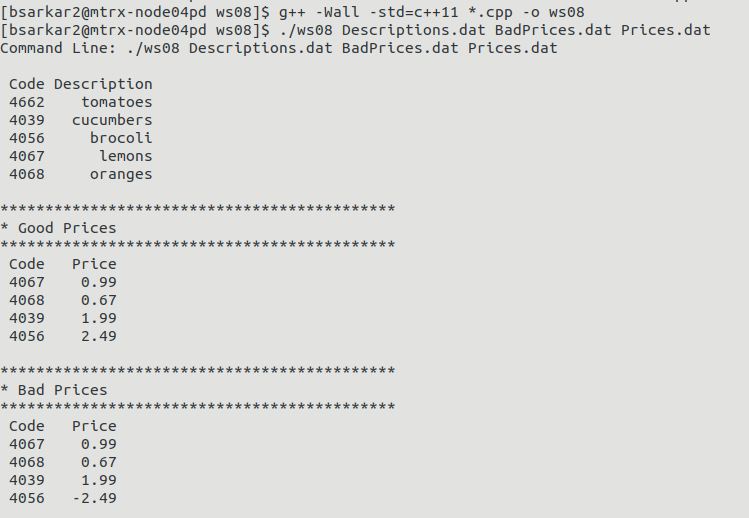 [bsarkar2@mtrx-node04pd ws08]$ g++ -Wall -std=c++11 *.cpp -o ws08
[bsarkar2@mtrx-node04pd ws08]$ ./ws08 Descriptions.dat BadPrices.dat Prices.dat
Command Line: ./ws08 Descriptions.dat BadPrices.dat Prices.dat
Code Description
4662 tomatoes
4039 cucumbers
4056 brocoli
4067 lemons
4068 oranges
********************************************
* Good Prices
********************************************
Code Price
4067 0.99
4068 0.67
4039 1.99
4056 2.49
********************************************
* Bad Prices
********************************************
Code Price
4067 0.99
4068 0.67
4039 1.99
4056 -2.49